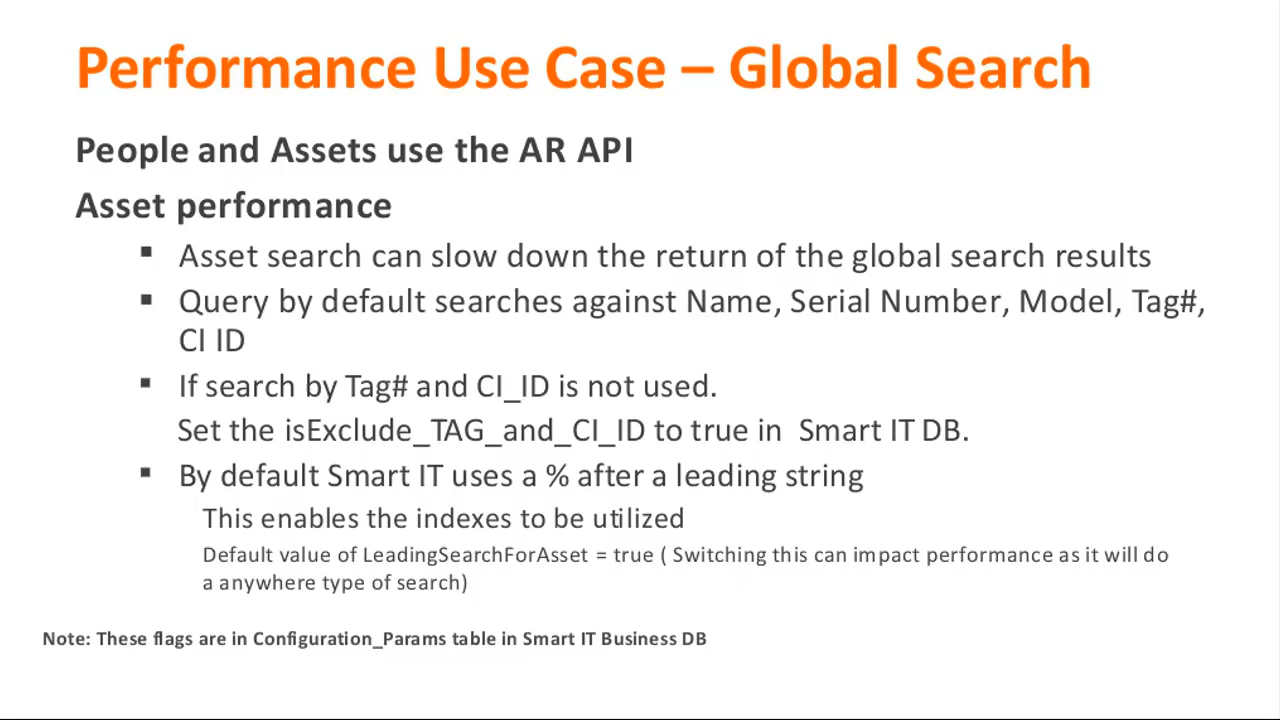 Performance Use Case – Global Search
People and Assets use the AR API
Asset performance
▪ Asset search can slow down the return of the global search results
▪ Query by default searches against Name, Serial Number, Model, Tag#,
CI ID
▪ If search by Tag# and CI_ID is not used.
Set the isExclude_TAG_and_CI_ID to true in  Smart IT DB.
▪ By default Smart IT uses a % after a leading string
This enables the indexes to be utilized
Default value of LeadingSearchForAsset = true ( Switching this can impact performance as it will do
a anywhere type of search)
Note: These flags are in Configuration_Params table in Smart IT Business DB